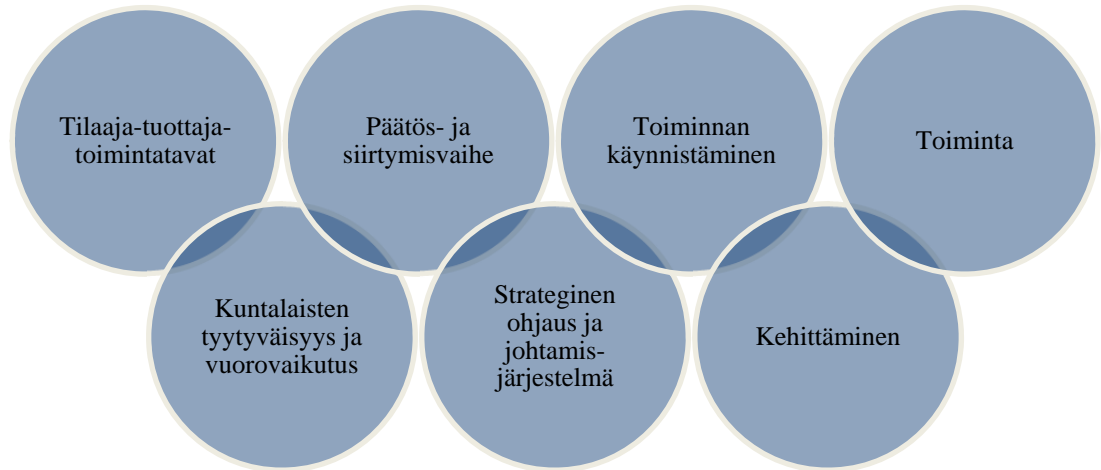 Tilaaja-tuottaja-
toimintatavat
Päätös- ja
siirtymisvaihe
Toiminnan
käynnistäminen
Toiminta
Kuntalaisten
tyytyväisyys ja
vuorovaikutus
Strateginen
ohjaus ja
johtamis-
järjestelmä
Kehittäminen